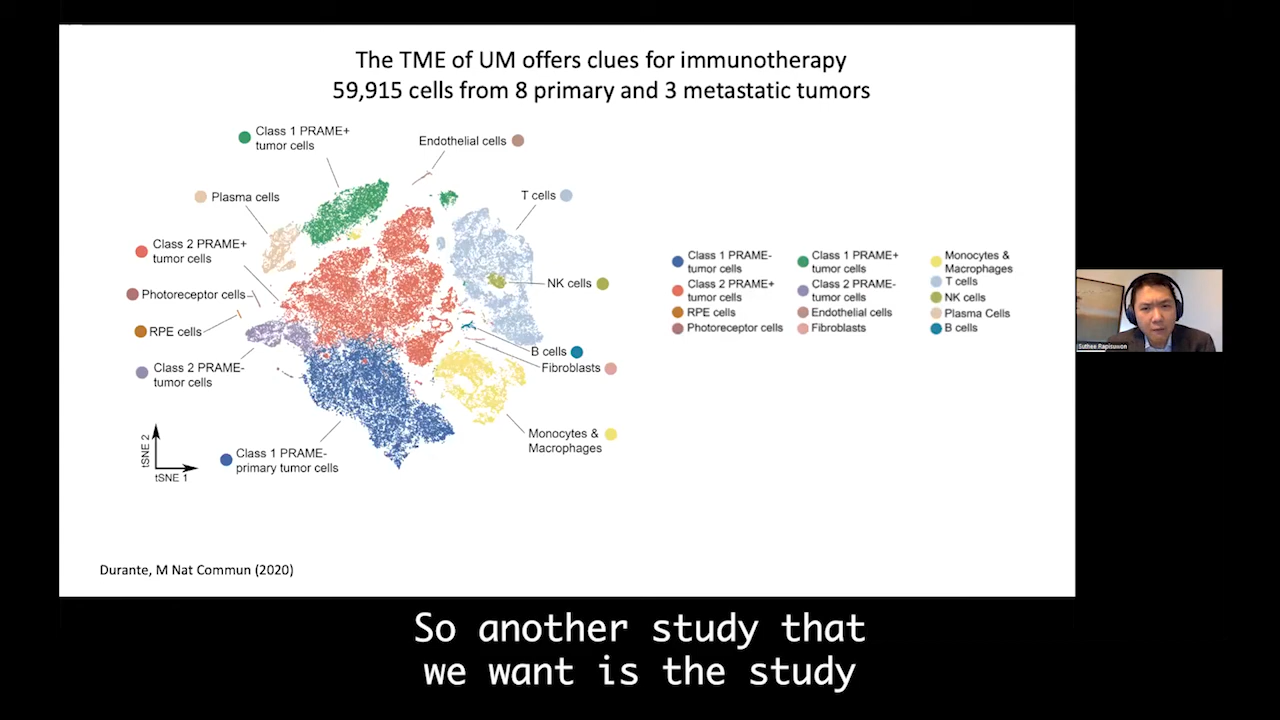 The TME of UM offers clues for immunotherapy
59,915 cells from 8 primary and 3 metastatic tumors
Class 1 PRAME+
tumor cells
Endothelial cells
Plasma cells
T cells
Class 2 PRAME+
tumor cells
Photoreceptor cells
NK cells
RPE cells
B cells
Fibroblasts
Class 2 PRAME-
tumor cells
Monocytes &
Macrophages
Class 1 PRAME-
primary tumor cells
tSNE 2
tSNE 1
Class 1 PRAME-
tumor cells
Class 2 PRAME+
tumor cells
RPE cells
Photoreceptor cells
Class 1 PRAME+
tumor cells
Class 2 PRAME-
tumor cells
Endothelial cells
Fibroblasts
Monocytes &
Macrophages
T cells
NK cells
Plasma Cells
B cells
Suthee Rapisuwon
Durante, M Nat Commun (2020)
So another study that
we want is the study